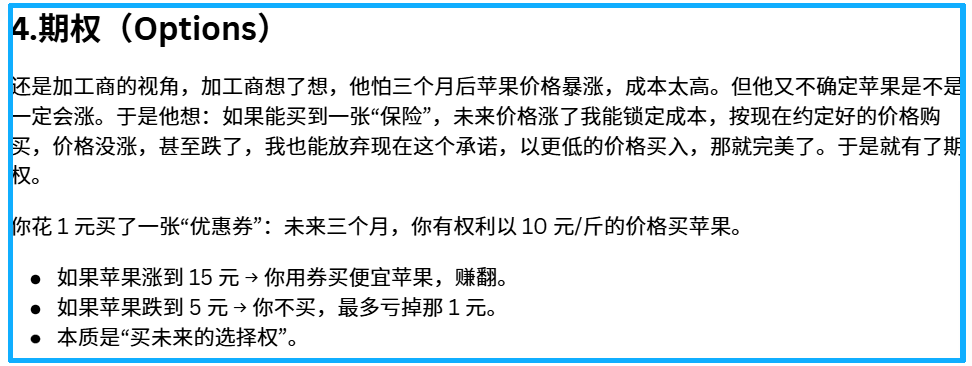 4.期权（Options）
还是加工商的视角，加工商想了想，他怕三个月后苹果价格暴涨，成本太高。但他又不确定苹果是不是
一定会涨。于是他想：如果能买到一张“保险”，未来价格涨了我能锁定成本，按现在约定好的价格购
买，价格没涨，甚至跌了，我也能放弃现在这个承诺，以更低的价格买入，那就完美了。于是就有了期
权。
你花 1 元买了一张“优惠券”：未来三个月，你有权利以 10 元/斤的价格买苹果。
● 如果苹果涨到 15 元 → 你用券买便宜苹果，赚翻。
● 如果苹果跌到 5 元 → 你不买，最多亏掉那 1 元。
● 本质是“买未来的选择权”。